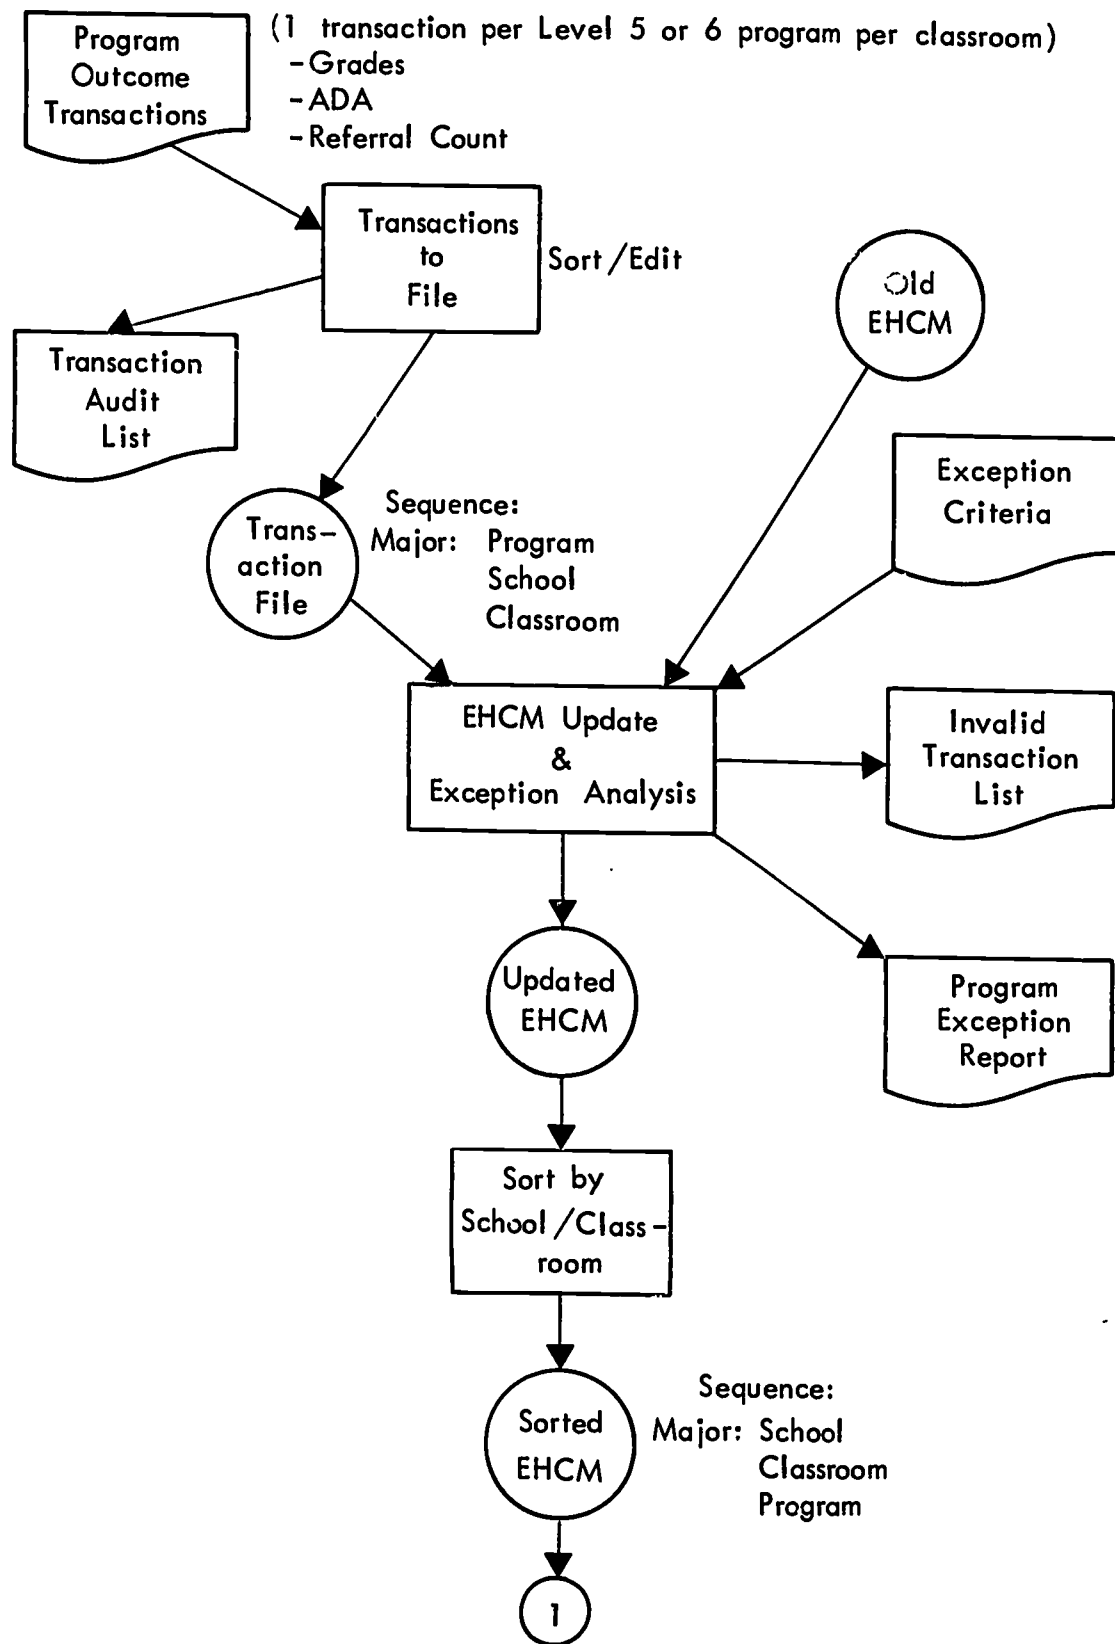 Program
Outcome
Transactions
(1 transaction per Level 5 or 6 program per classroom)
-Grades
-ADA
-Referral Count
Transactions
to
File
Sort/Edit
Old
EHCM
Transaction
Audit
List
Exception
Criteria
Trans-
action
File
Sequence:
Major: Program
School
Classroom
EHCM Update
&
Exception Analysis
Invalid
Transaction
List
Updated
EHCM
Program
Exception
Report
Sort by
School/Class-
room
Sorted
EHCM
Sequence:
Major: School
Classroom
Program
1